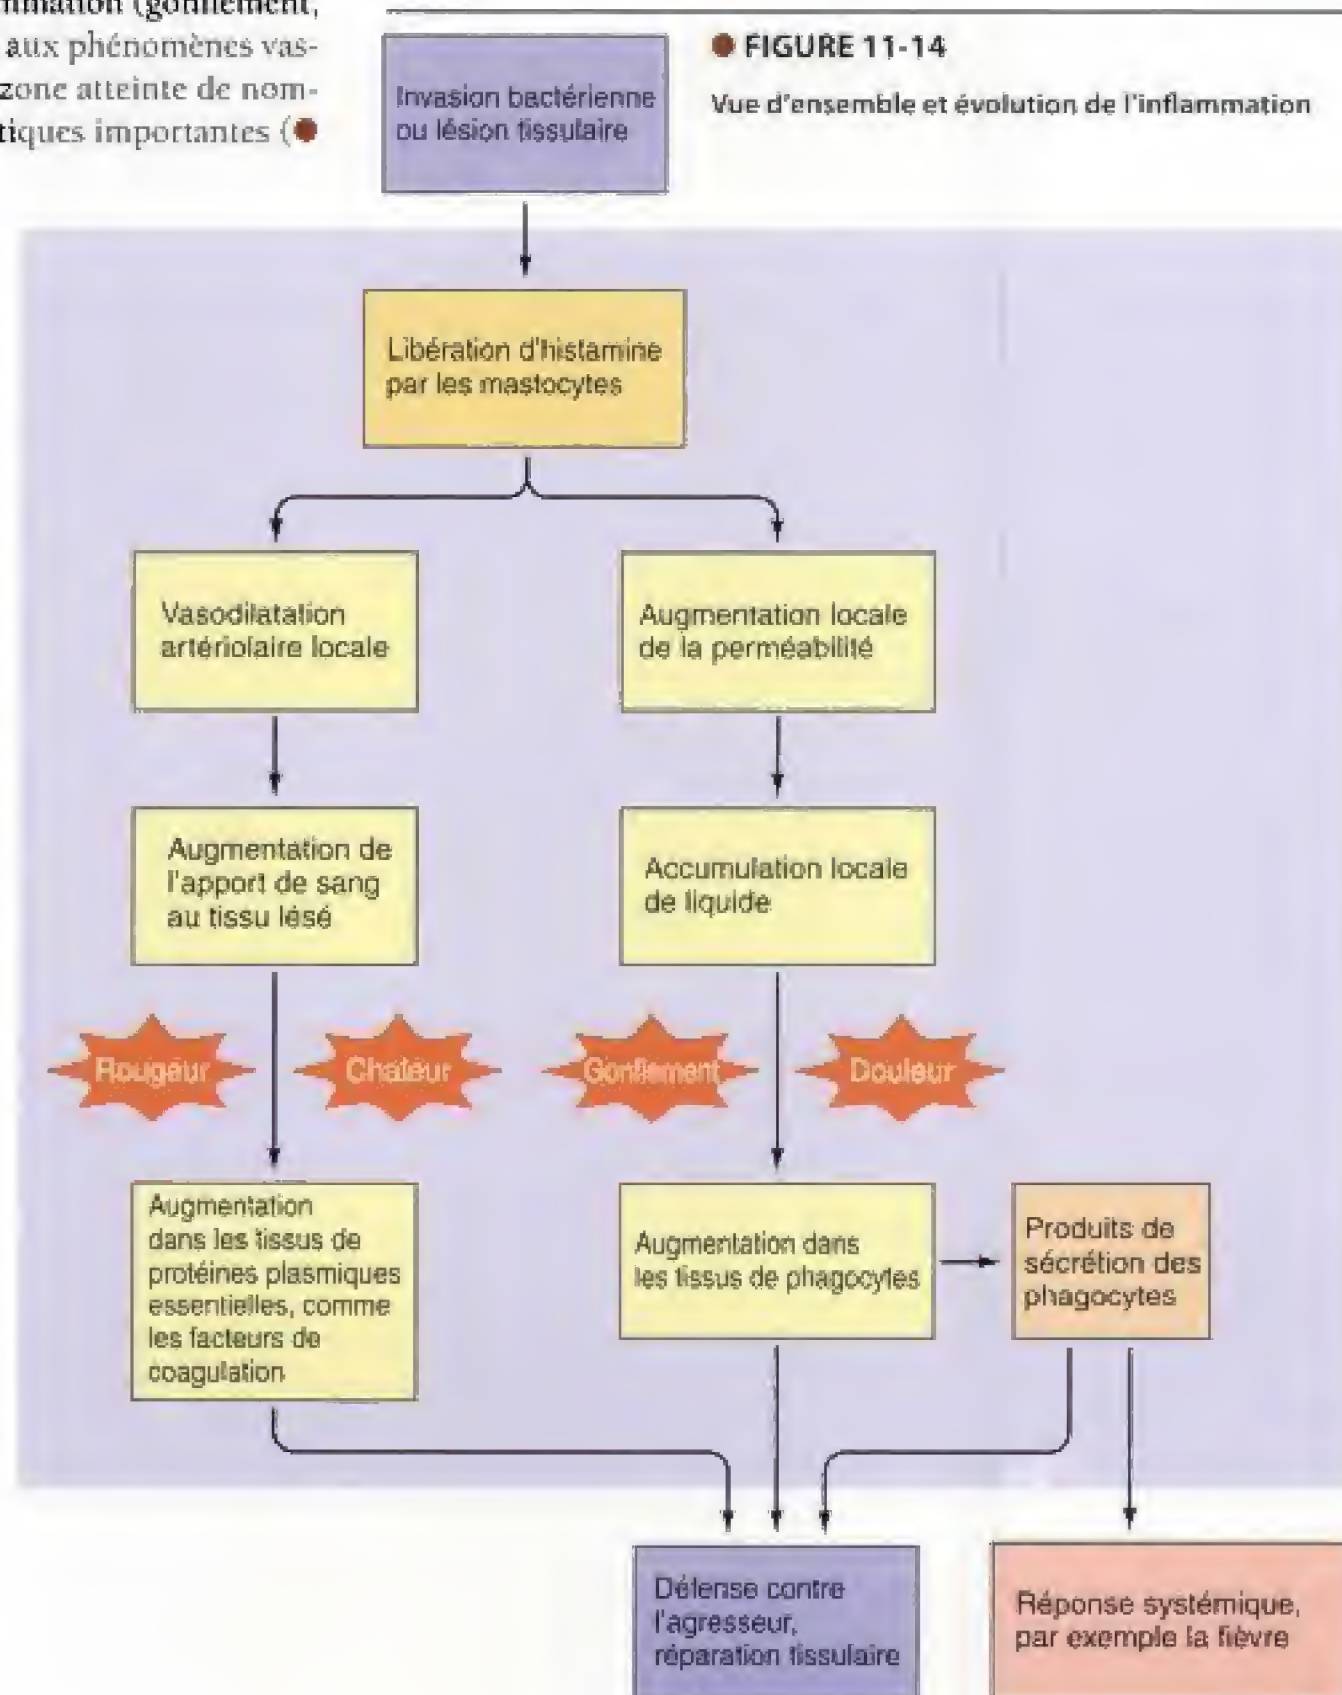 aux phénomènes vas-
zone atteinte de nom-
tiques importantes (●
● FIGURE 11-14
Vue d'ensemble et évolution de l'inflammation
Invasion bactérienne
ou lésion tissulaire
Libération d'histamine
par les mastocytes
Vasodilatation
artériolaire locale
Augmentation locale
de la perméabilité
Augmentation de
l'apport de sang
au tissu lésé
Accumulation locale
de liquide
Rougeur
Chaleur
Gonflement
Douleur
Augmentation
dans les tissus de
protéines plasmiques
essentielles, comme
les facteurs de
coagulation
Augmentation dans
les tissus de phagocytes
Produits de
sécrétion des
phagocytes
Défense contre
l'agresseur,
réparation tissulaire
Réponse systémique,
par exemple la fièvre